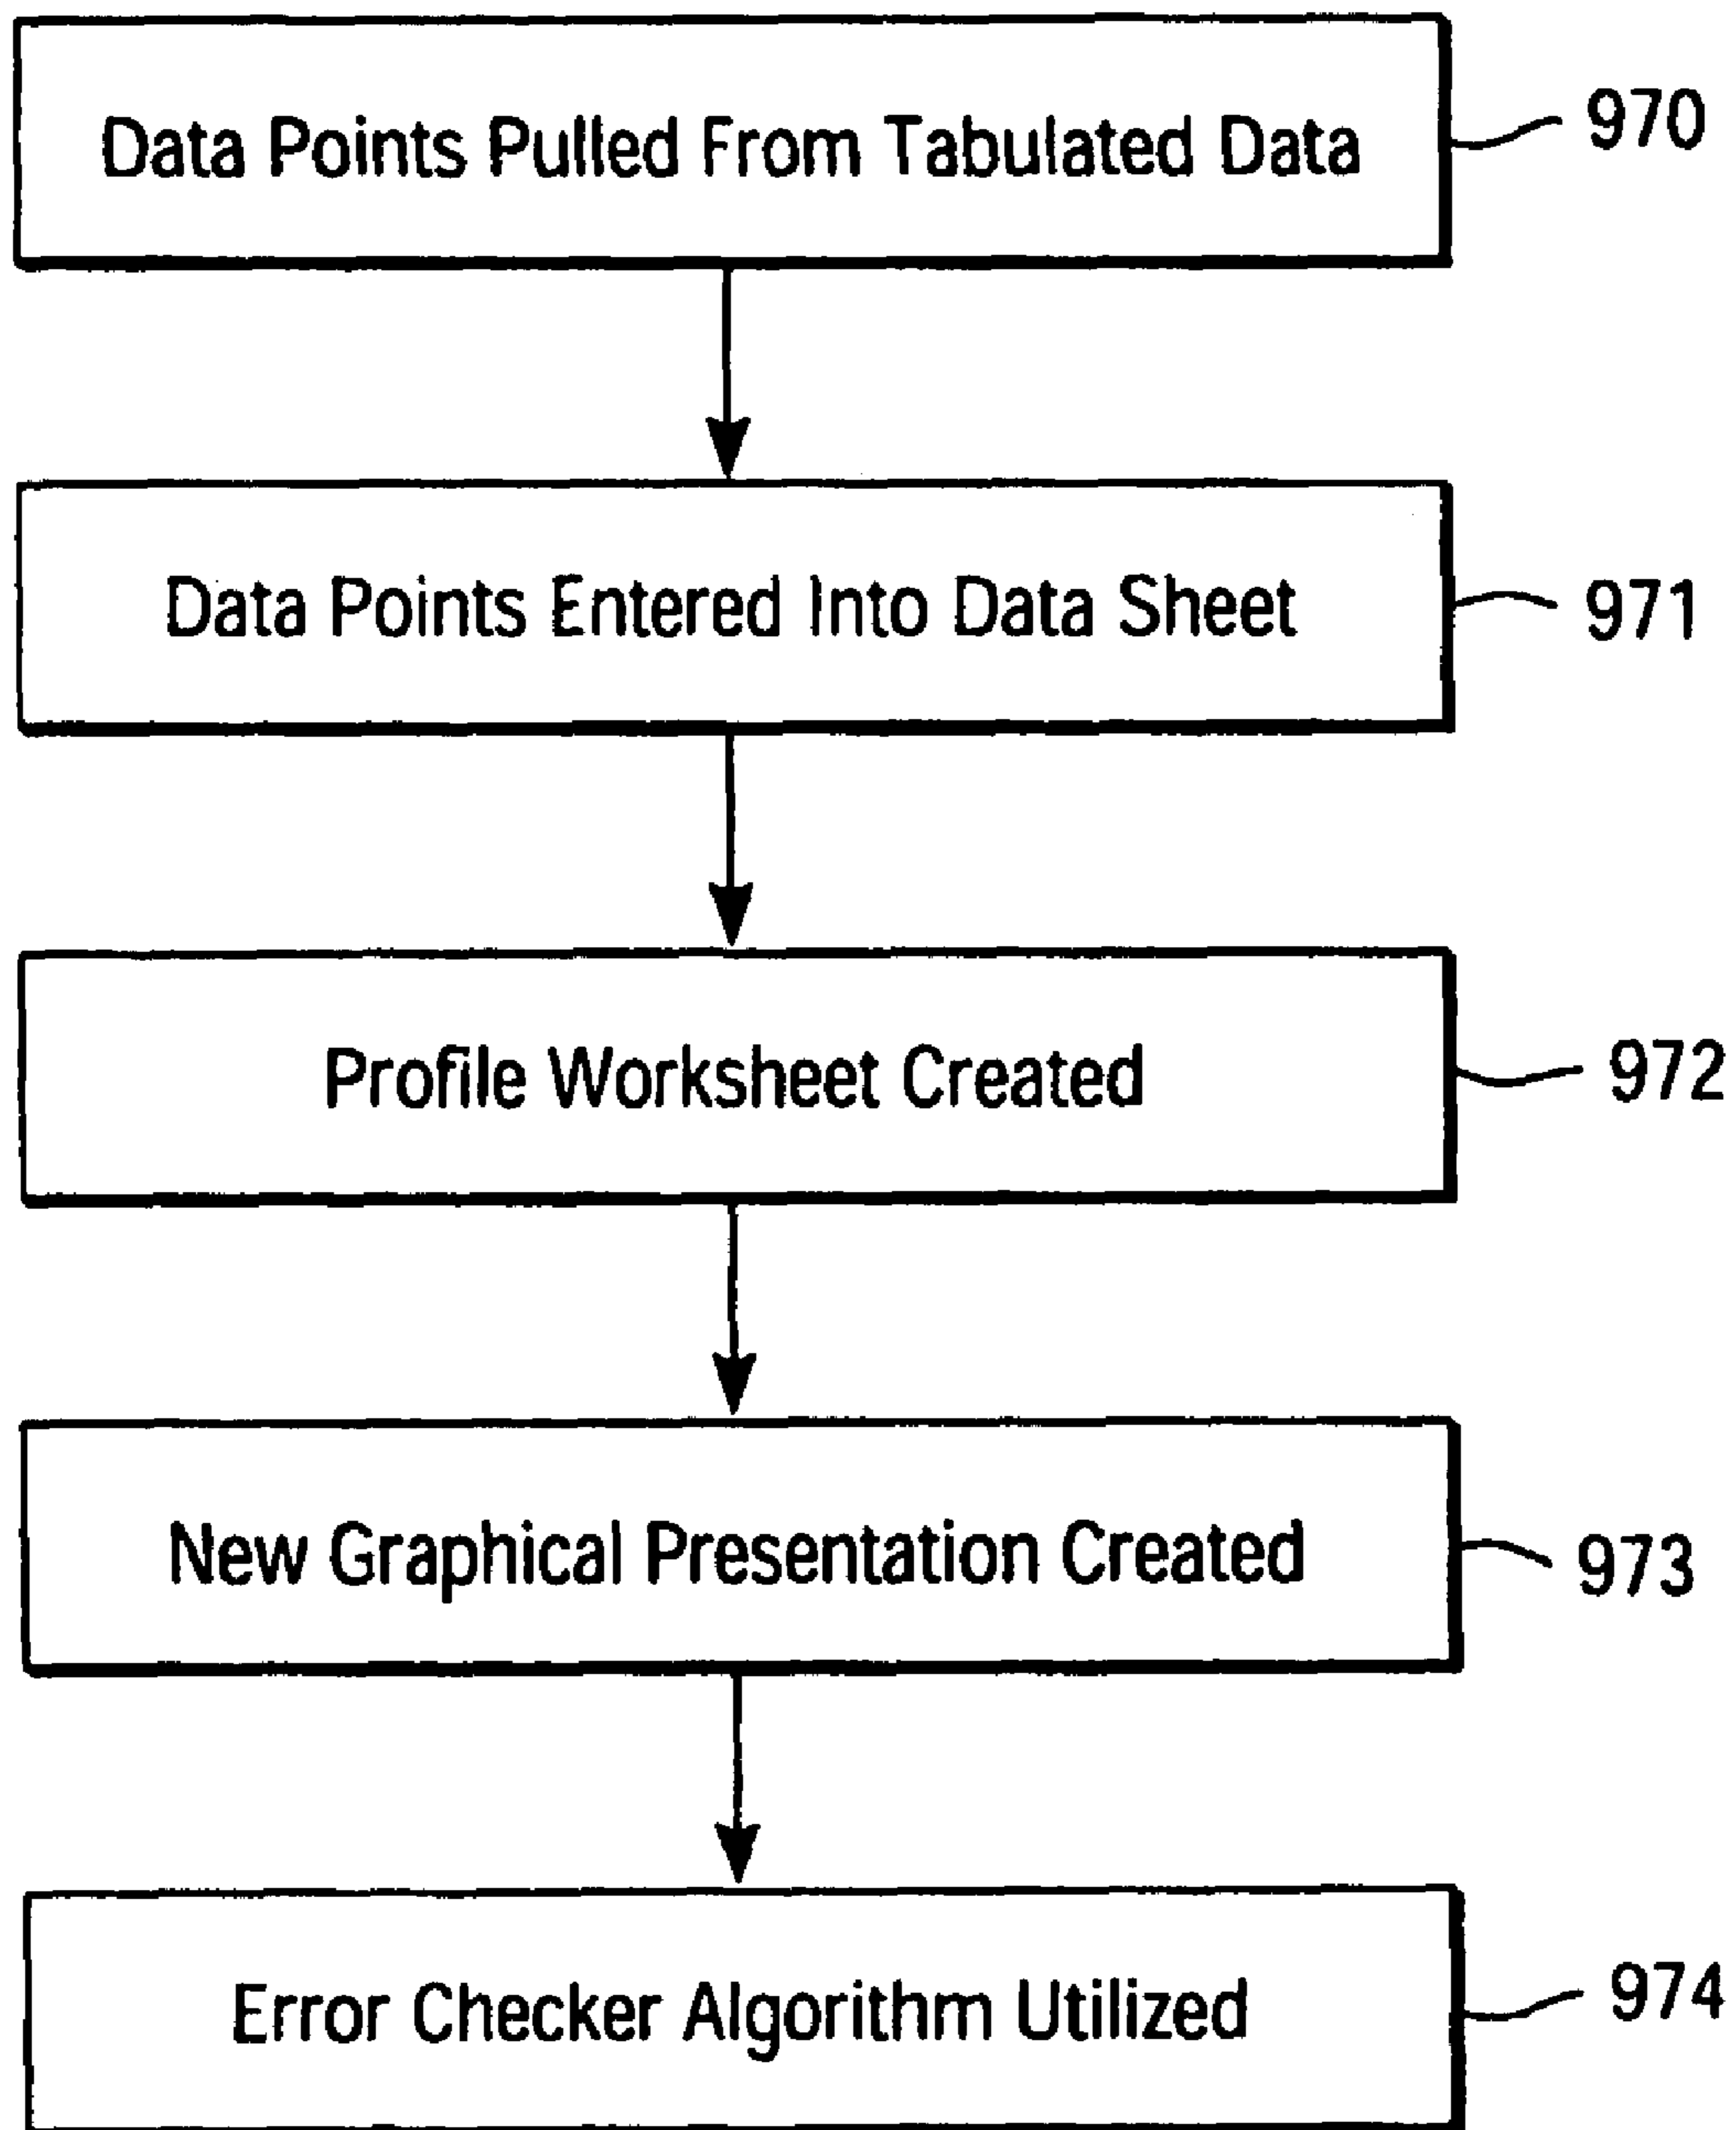 Data Points Pulled From Tabulated Data
970
Data Points Entered Into Data Sheet
971
Profile Worksheet Created
972
New Graphical Presentation Created
973
Error Checker Algorithm Utilized
974